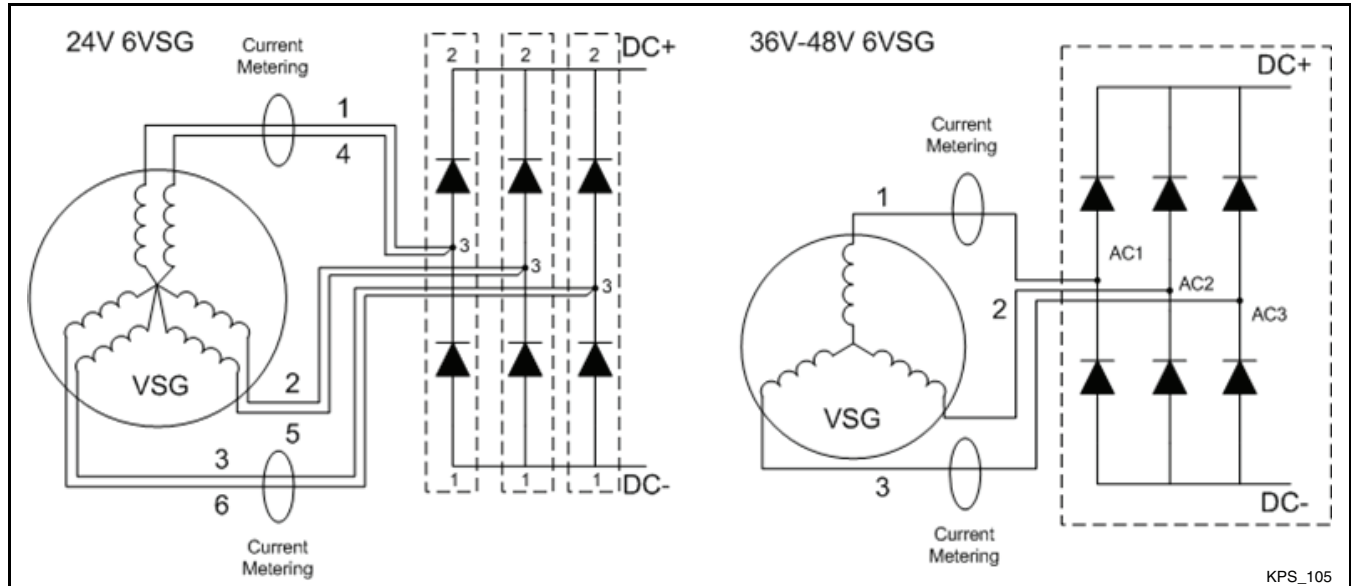 24V 6VSG
Current
Metering
1
4
2
2
2
DC+
3
3
3
VSG
2
5
3
6
1
1
1
DC-
Current
Metering
36V-48V 6VSG
DC+
Current
Metering
1
AC1
2
AC2
AC3
VSG
3
DC-
Current
Metering
KPS_105